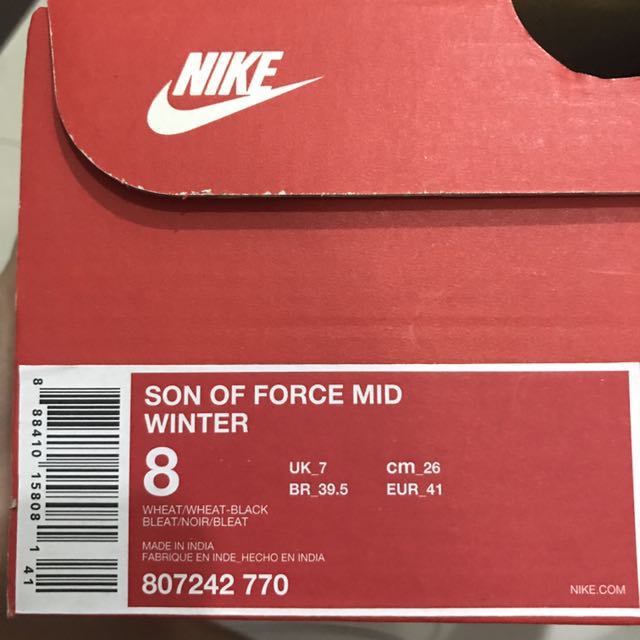 NIKE
SON OF FORCE MID
WINTER
8
UK_7 cm_26
BR_39.5 EUR_41
WHEAT/WHEAT-BLACK
BLEAT/NOIR/BLEAT
MADE IN INDIA
FABRIQUE EN INDE_HECHO EN INDIA
807242 770
NIKE.COM
8 88410 15808 1 41